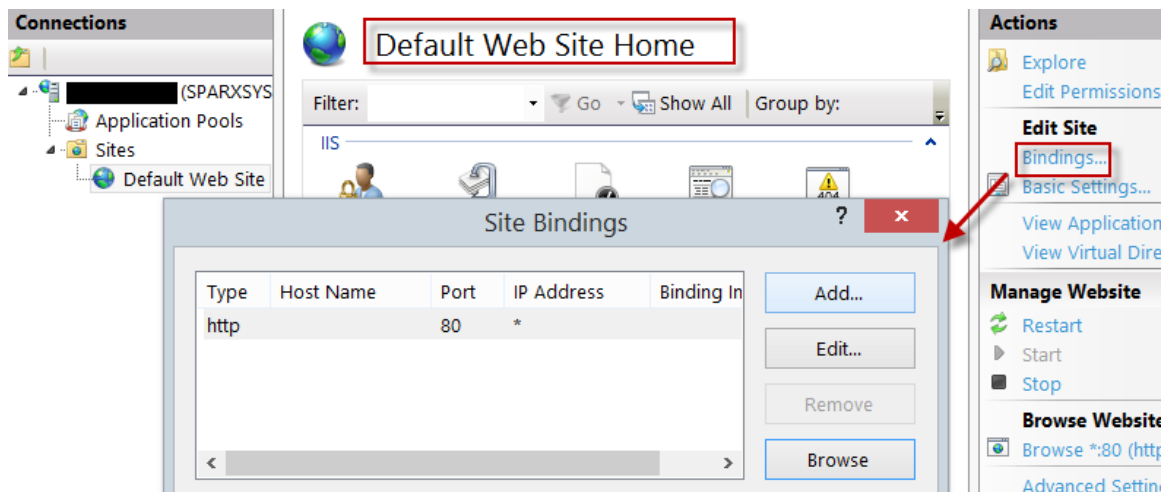 Connections
(SPARXSYS
Application Pools
Sites
Default Web Site
Default Web Site Home
Filter:
Go
Show All
Group by:
IIS
404
Site Bindings
?
x
Type Host Name Port IP Address Binding In
http 80 *
Add...
Edit...
Remove
Browse
Actions
Explore
Edit Permissions
Edit Site
Bindings...
Basic Settings...
View Application
View Virtual Dire
Manage Website
Restart
Start
Stop
Browse Website
Browse *:80 (http
Advanced Setting